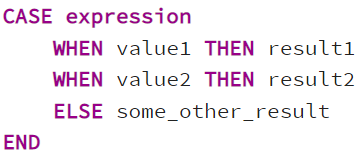 CASE expression
WHEN value1 THEN result1
WHEN value2 THEN result2
ELSE some_other_result
END